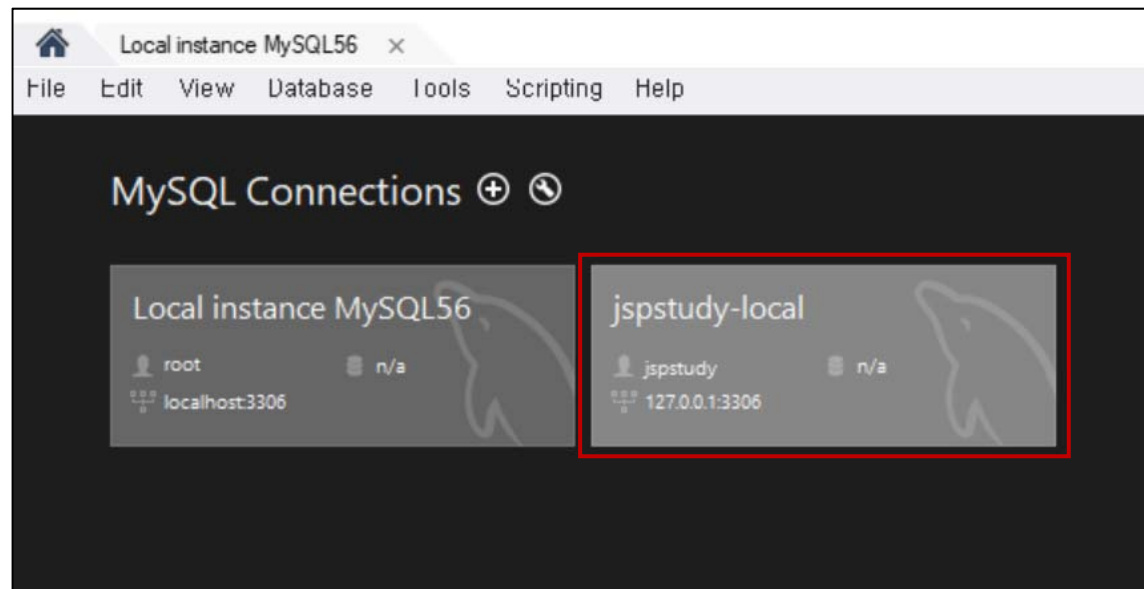 Local instance MySQL56 ×
File Edit View Database Tools Scripting Help
MySQL Connections
Local instance MySQL56
root n/a
localhost:3306
jspstudy-local
jspstudy n/a
127.0.0.1:3306